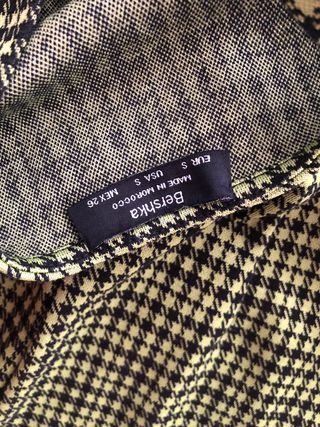 Bershka
MADE IN MOROCCO
EUR S USA S MEX 26